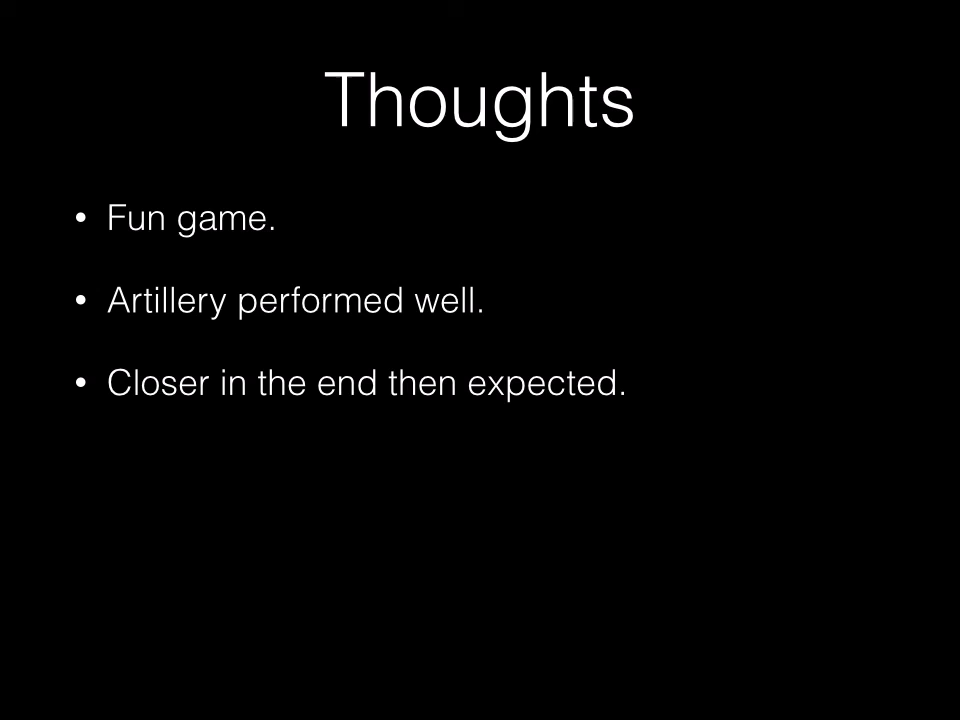 Thoughts
• Fun game.
• Artillery performed well.
• Closer in the end then expected.